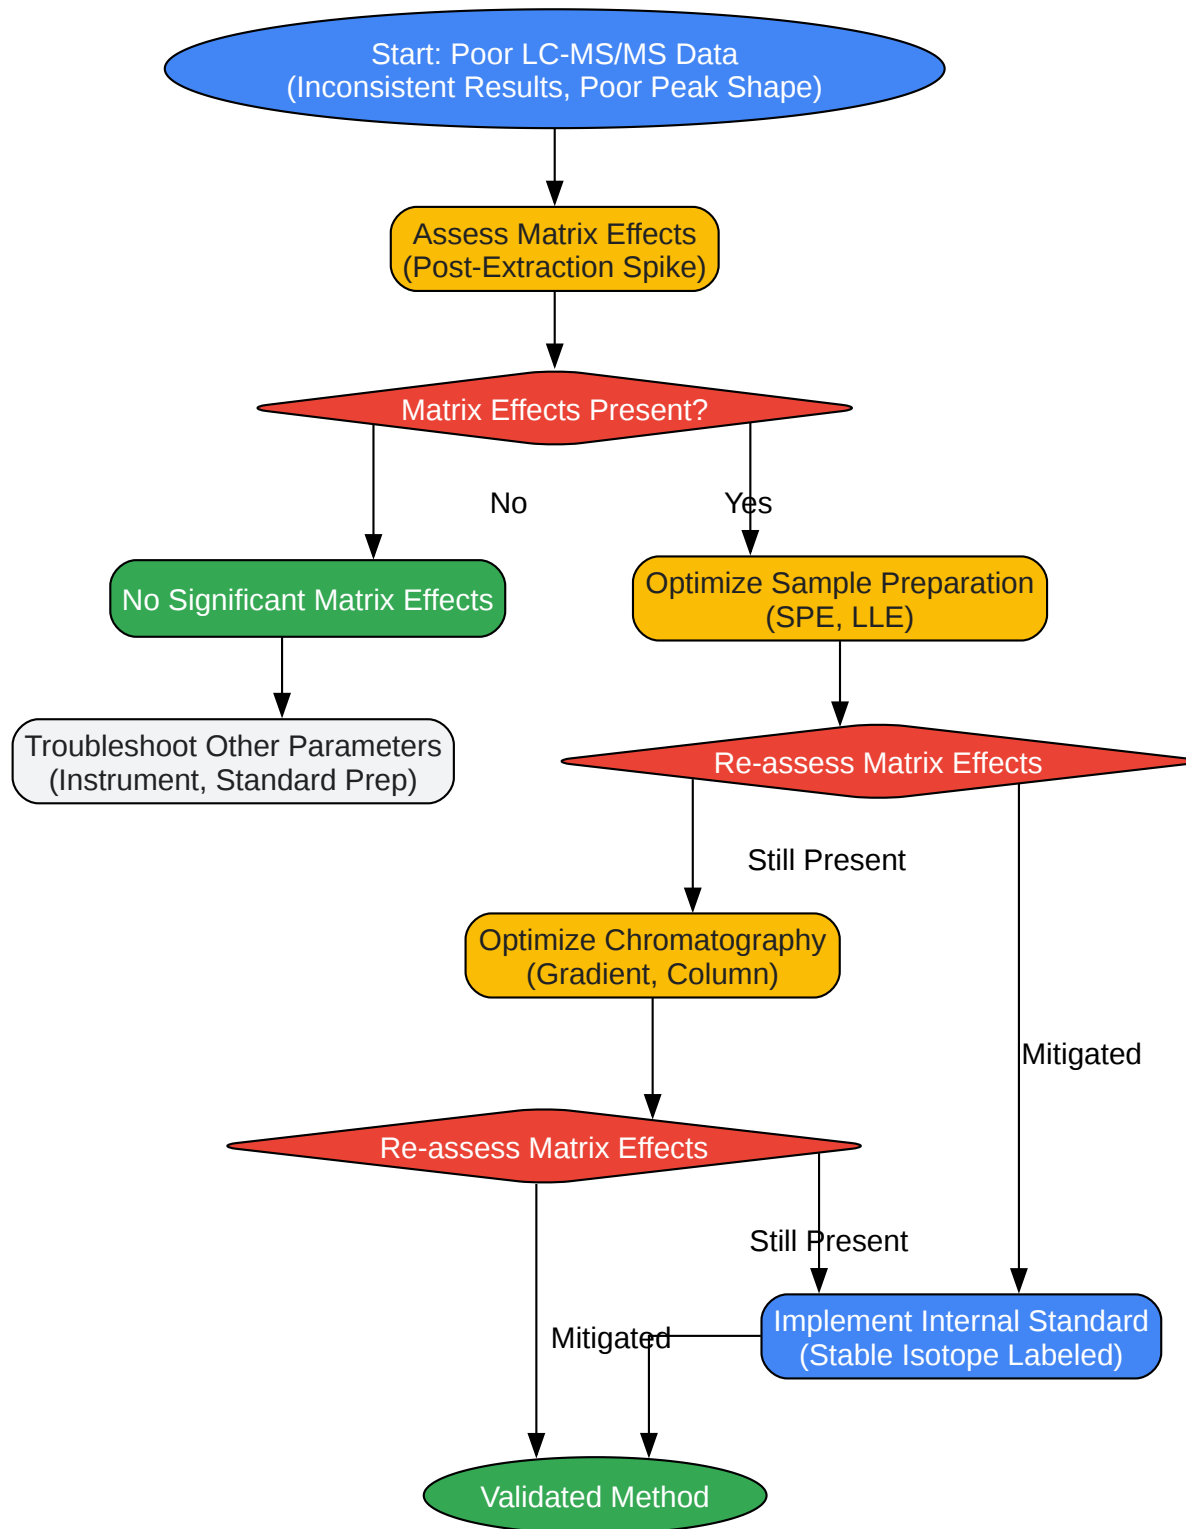 Start: Poor LC-MS/MS Data
(Inconsistent Results, Poor Peak Shape)
Assess Matrix Effects
(Post-Extraction Spike)
Matrix Effects Present?
No
Yes
No Significant Matrix Effects
Optimize Sample Preparation
(SPE, LLE)
Troubleshoot Other Parameters
(Instrument, Standard Prep)
Re-assess Matrix Effects
Still Present
Optimize Chromatography
(Gradient, Column)
Mitigated
Re-assess Matrix Effects
Still Present
Mitigated
Implement Internal Standard
(Stable Isotope Labeled)
Validated Method